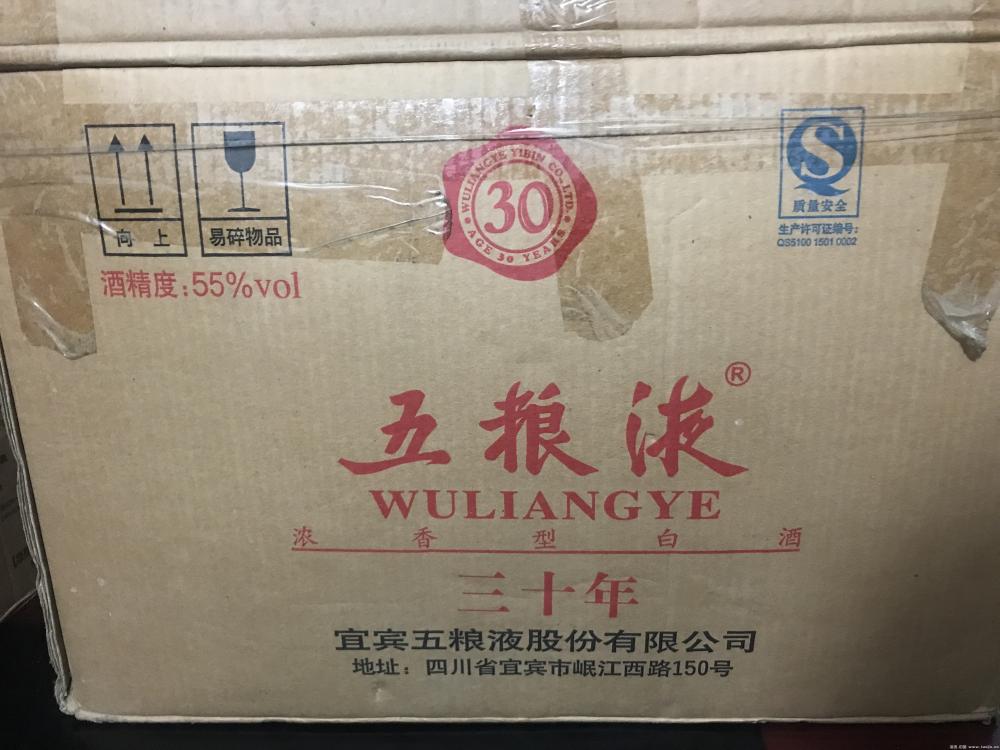 向 上
易碎物品
酒精度:55%vol
WULIANGYE YIBIN CO.,LTD.
30
AGE 30 YEARS
质量安全
生产许可证编号:
QS5100 1501 0002
五粮液®
WULIANGYE
浓香型白酒
三十年
宜宾五粮液股份有限公司
地址：四川省宜宾市岷江西路150号